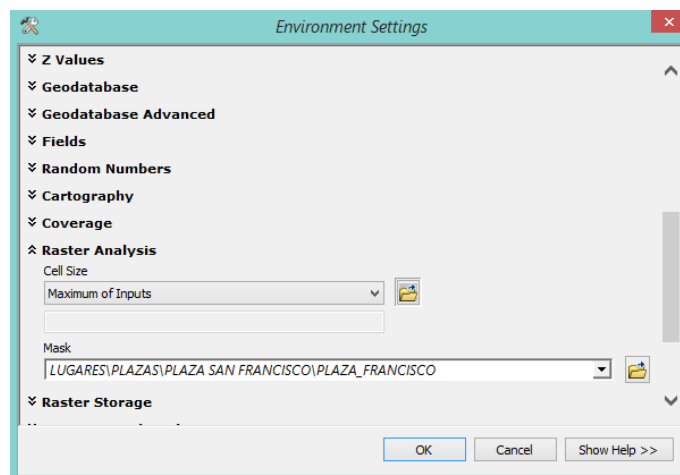 Environment Settings
Z Values
Geodatabase
Geodatabase Advanced
Fields
Random Numbers
Cartography
Coverage
Raster Analysis
Cell Size
Maximum of Inputs
Mask
LUGARES\PLAZAS\PLAZA SAN FRANCISCO\PLAZA_FRANCISCO
Raster Storage
OK Cancel Show Help >>